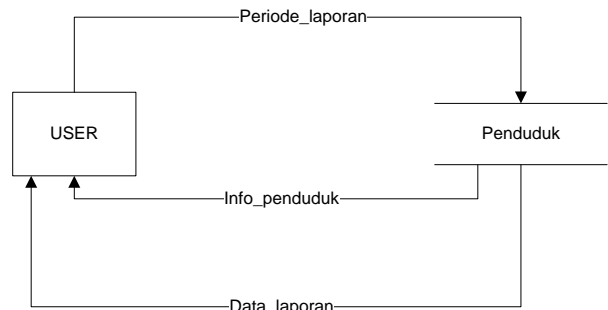 Periode_laporan
USER
Penduduk
Info_penduduk
Data_laporan